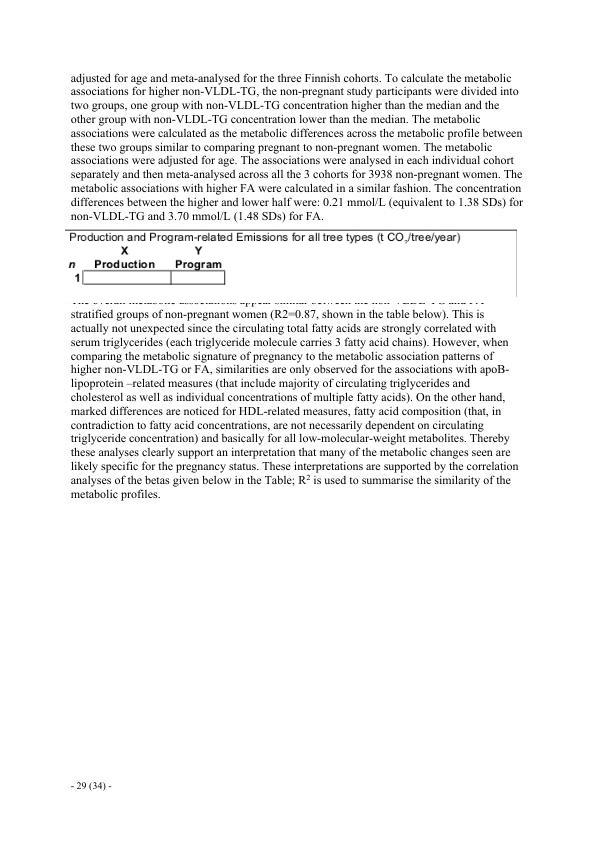 adjusted for age and meta-analysed for the three Finnish cohorts. To calculate the metabolic
associations for higher non-VLDL-TG, the non-pregnant study participants were divided into
two groups, one group with non-VLDL-TG concentration higher than the median and the
other group with non-VLDL-TG concentration lower than the median. The metabolic
associations were calculated as the metabolic differences across the metabolic profile between
these two groups similar to comparing pregnant to non-pregnant women. The metabolic
associations were adjusted for age. The associations were analysed in each individual cohort
separately and then meta-analysed across all the 3 cohorts for 3938 non-pregnant women. The
metabolic associations with higher FA were calculated in a similar fashion. The concentration
differences between the higher and lower half were: 0.21 mmol/L (equivalent to 1.38 SDs) for
non-VLDL-TG and 3.70 mmol/L (1.48 SDs) for FA.
Production and Program-related Emissions for all tree types (t CO₂/tree/year)
X Y
n Production Program
1
stratified groups of non-pregnant women (R2=0.87, shown in the table below). This is
actually not unexpected since the circulating total fatty acids are strongly correlated with
serum triglycerides (each triglyceride molecule carries 3 fatty acid chains). However, when
comparing the metabolic signature of pregnancy to the metabolic association patterns of
higher non-VLDL-TG or FA, similarities are only observed for the associations with apoB-
lipoprotein –related measures (that include majority of circulating triglycerides and
cholesterol as well as individual concentrations of multiple fatty acids). On the other hand,
marked differences are noticed for HDL-related measures, fatty acid composition (that, in
contradiction to fatty acid concentrations, are not necessarily dependent on circulating
triglyceride concentration) and basically for all low-molecular-weight metabolites. Thereby
these analyses clearly support an interpretation that many of the metabolic changes seen are
likely specific for the pregnancy status. These interpretations are supported by the correlation
analyses of the betas given below in the Table; R² is used to summarise the similarity of the
metabolic profiles.
- 29 (34) -